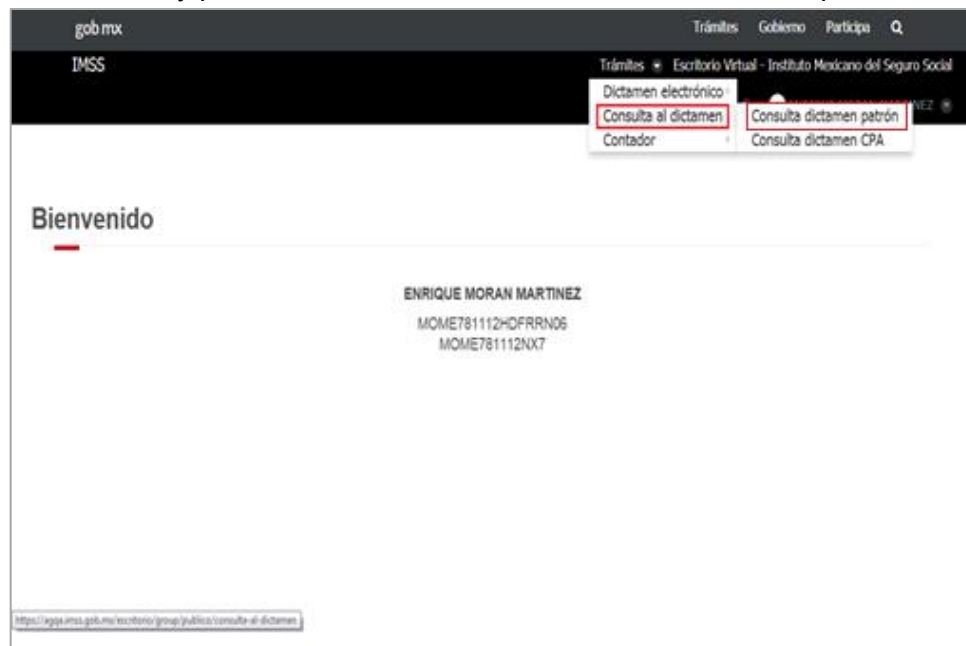 gob mx Trámites Gobierno Participa
IMSS Trámites Escritorio Virtual - Instituto Mexicano del Seguro Social
Dictamen electrónico
Consulta al dictamen Consulta dictamen patrón
Contador Consulta dictamen CPA
Bienvenido
ENRIQUE MORAN MARTINEZ
MOME781112HDFRRN06
MOME781112NX7